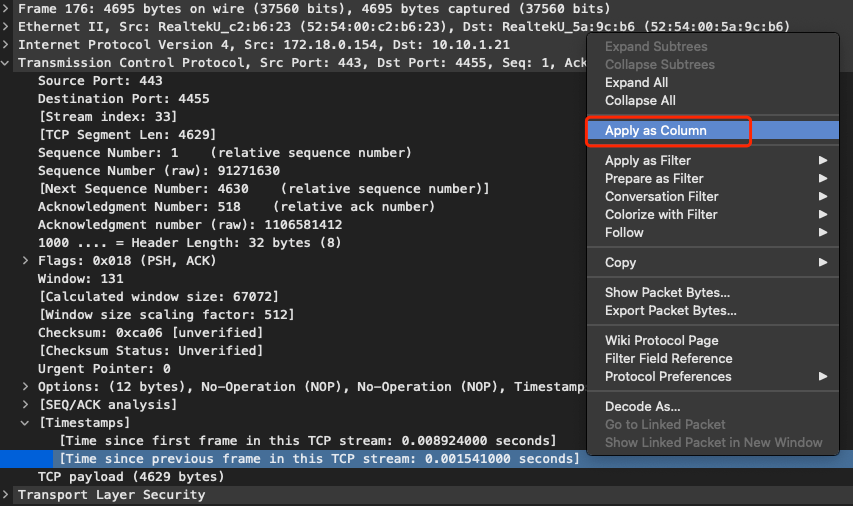 Frame 176: 4695 bytes on wire (37560 bits), 4695 bytes captured (37560 bits)
Ethernet II, Src: RealtekU_c2:b6:23 (52:54:00:c2:b6:23), Dst: RealtekU_5a:9c:b6 (52:54:00:5a:9c:b6)
Internet Protocol Version 4, Src: 172.18.0.154, Dst: 10.10.1.21
Transmission Control Protocol, Src Port: 443, Dst Port: 4455, Seq: 1, Ack
Source Port: 443
Destination Port: 4455
[Stream index: 33]
[TCP Segment Len: 4629]
Sequence Number: 1    (relative sequence number)
Sequence Number (raw): 91271630
[Next Sequence Number: 4630    (relative sequence number)]
Acknowledgment Number: 518    (relative ack number)
Acknowledgment number (raw): 1106581412
1000 .... = Header Length: 32 bytes (8)
Flags: 0x018 (PSH, ACK)
Window: 131
[Calculated window size: 67072]
[Window size scaling factor: 512]
Checksum: 0xca06 [unverified]
[Checksum Status: Unverified]
Urgent Pointer: 0
Options: (12 bytes), No-Operation (NOP), No-Operation (NOP), Timestamp
[SEQ/ACK analysis]
[Timestamps]
[Time since first frame in this TCP stream: 0.008924000 seconds]
[Time since previous frame in this TCP stream: 0.001541000 seconds]
TCP payload (4629 bytes)
Transport Layer Security
Expand Subtrees
Collapse Subtrees
Expand All
Collapse All
Apply as Column
Apply as Filter
Prepare as Filter
Conversation Filter
Colorize with Filter
Follow
Copy
Show Packet Bytes...
Export Packet Bytes...
Wiki Protocol Page
Filter Field Reference
Protocol Preferences
Decode As...
Go to Linked Packet
Show Linked Packet in New Window